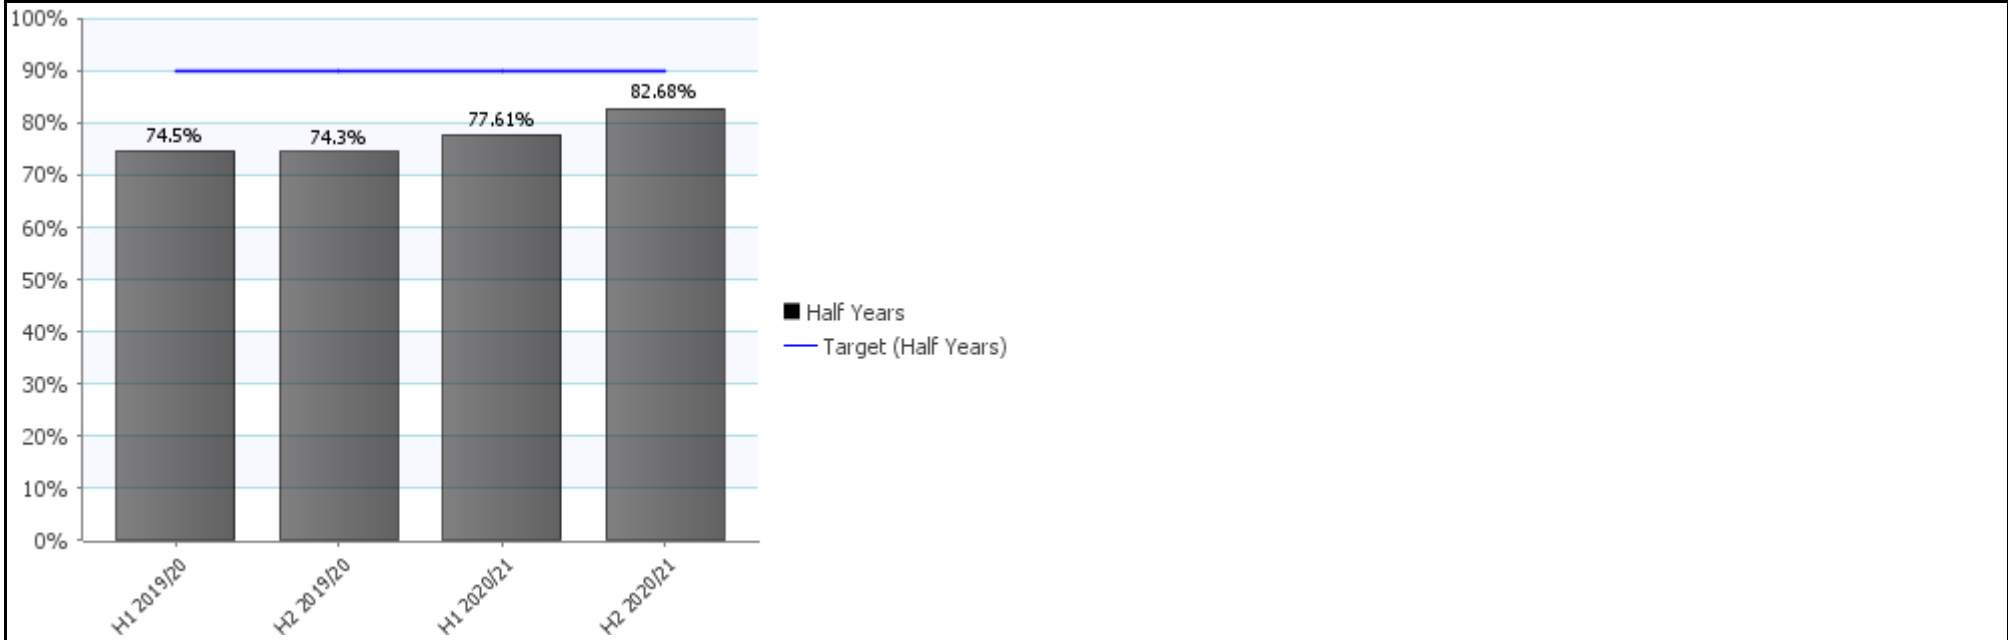 100%
90%
80%
70%
60%
50%
40%
30%
20%
10%
0%
74.5%
74.3%
77.61%
82.68%
H1 2019/20
H2 2019/20
H1 2020/21
H2 2020/21
Half Years
Target (Half Years)